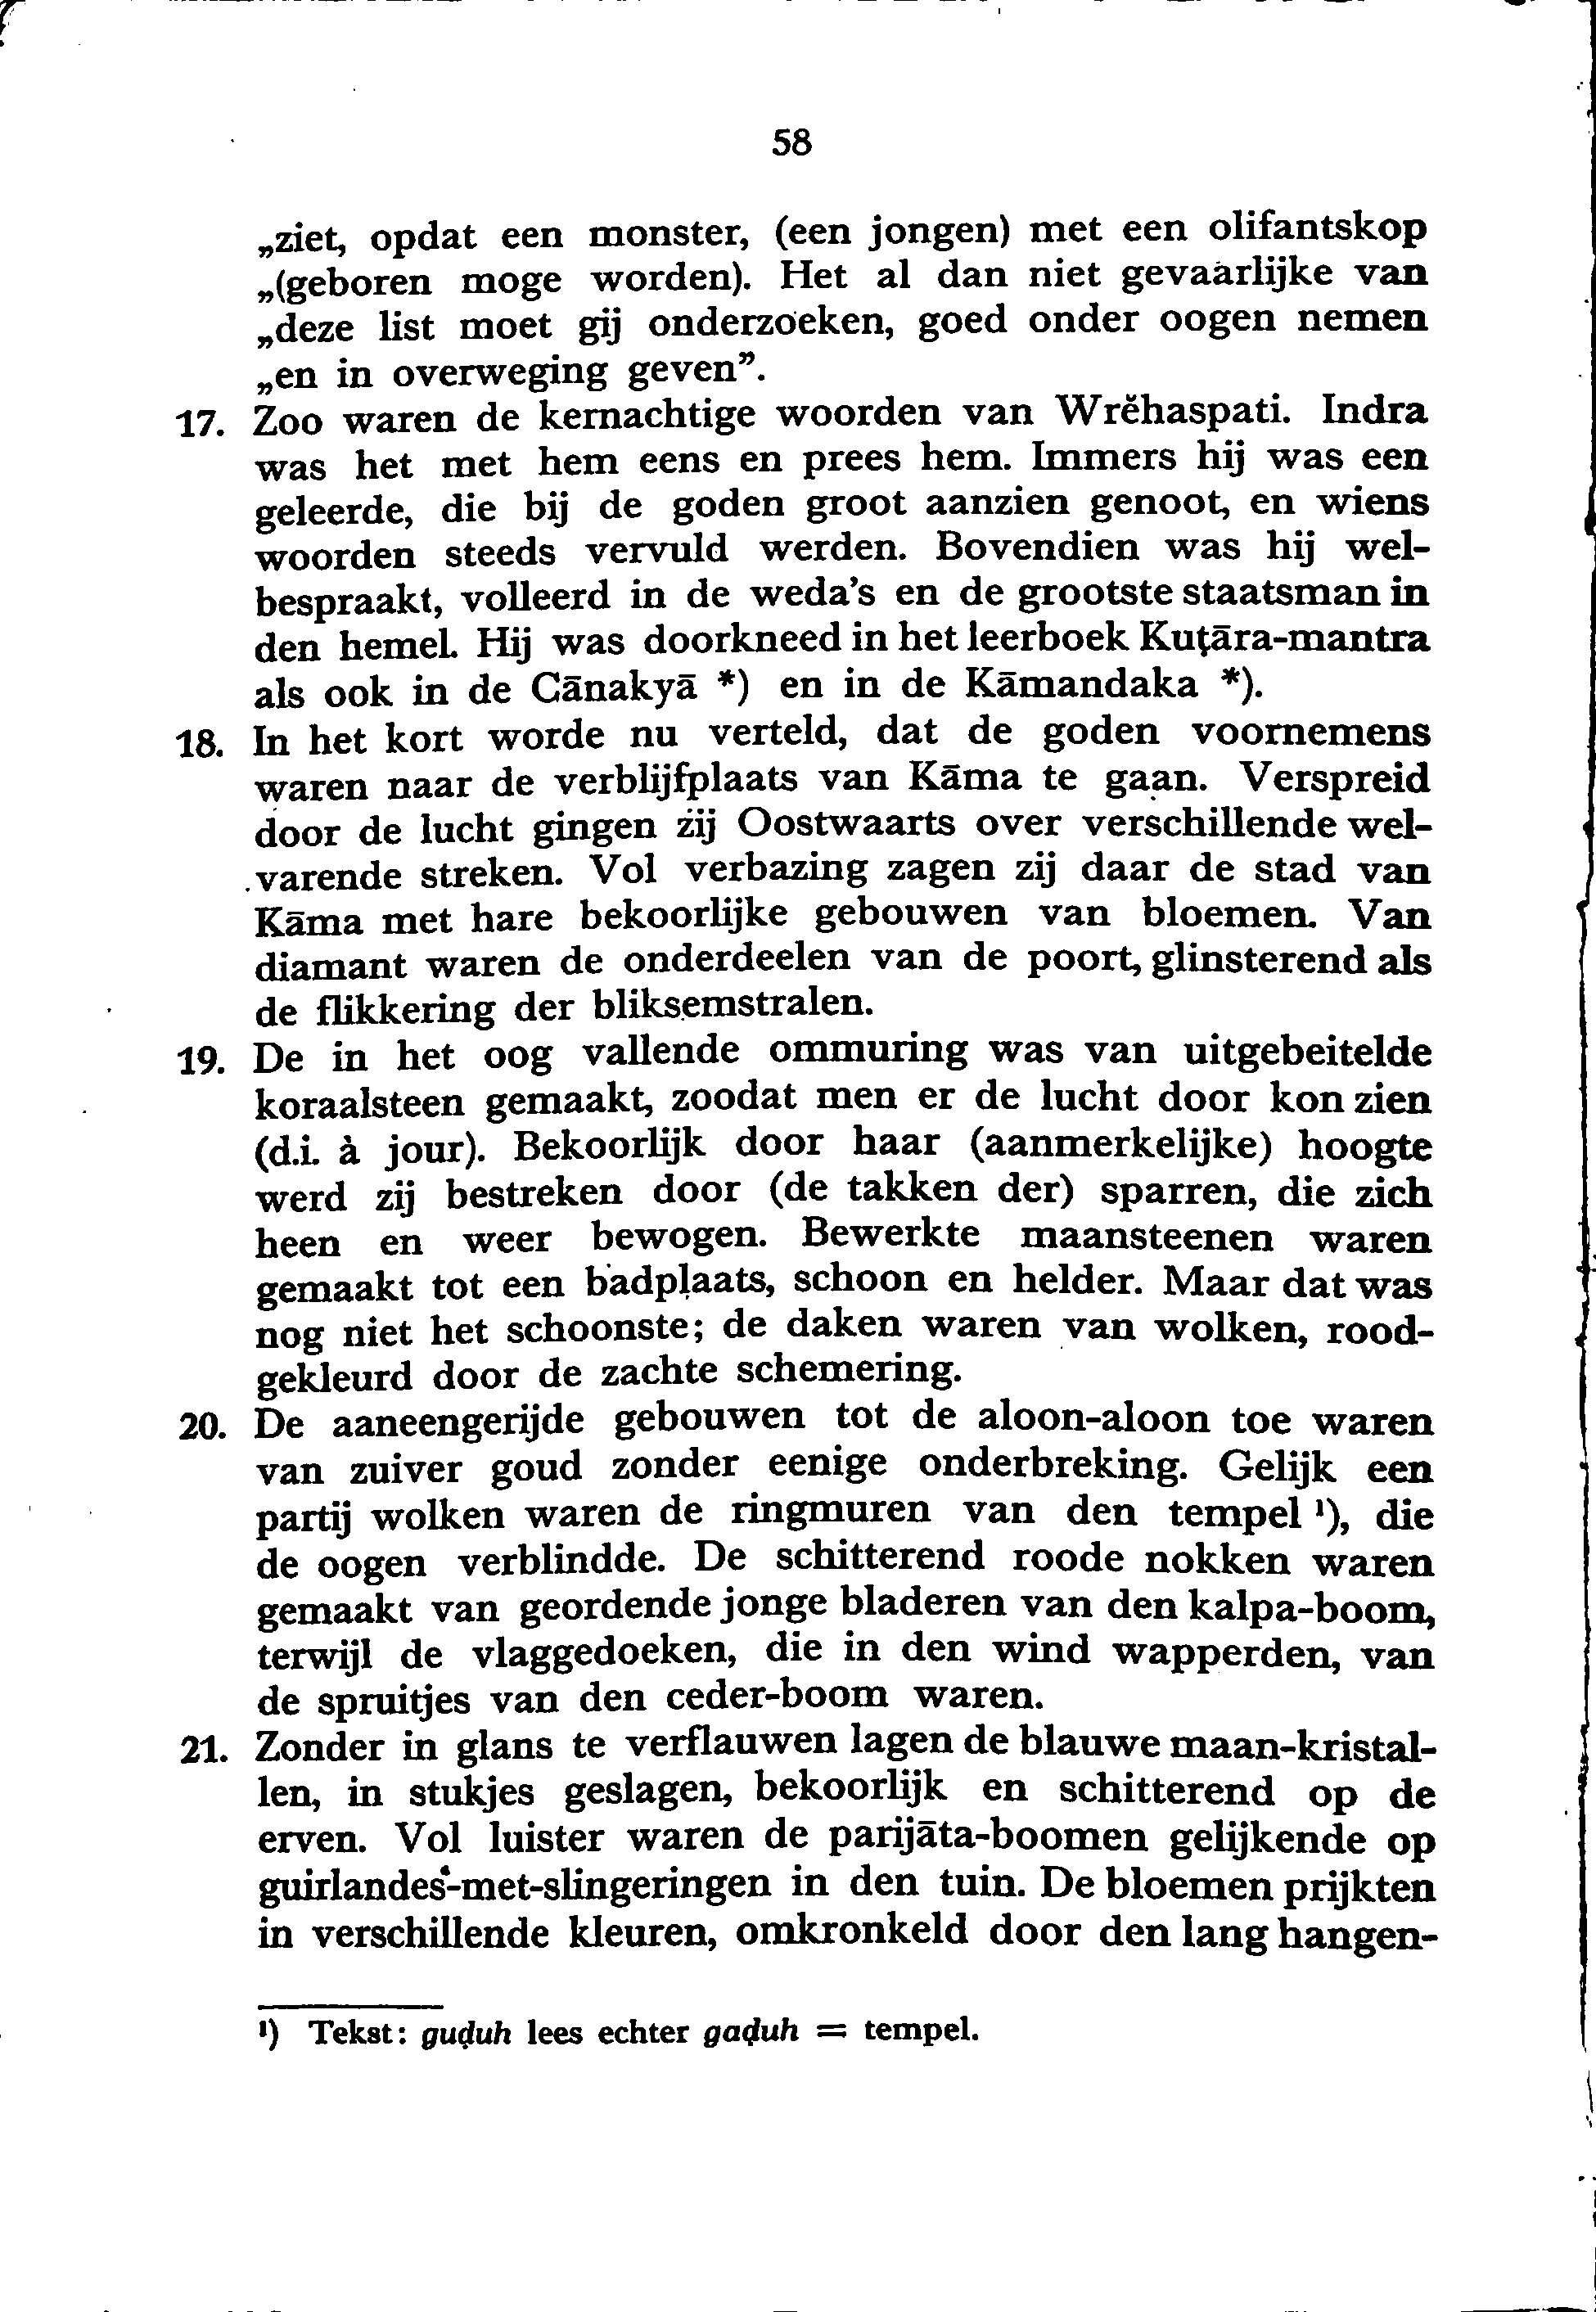 58
„ziet, opdat een monster, (een jongen) met een olifantskop
„(geboren moge worden). Het al dan niet gevaarlijke van
„deze list moet gij onderzoeken, goed onder oogen nemen
„en in overweging geven”.
17. Zoo waren de kernachtige woorden van Wrĕhaspati. Indra
was het met hem eens en prees hem. Immers hij was een
geleerde, die bij de goden groot aanzien genoot, en wiens
woorden steeds vervuld werden. Bovendien was hij wel-
bespraakt, volleerd in de weda's en de grootste staatsman in
den hemel. Hij was doorkneed in het leerboek Kuṭāra-mantra
als ook in de Cānakyā *) en in de Kāmandaka *).
18. In het kort worde nu verteld, dat de goden voornemens
waren naar de verblijfplaats van Kāma te gaan. Verspreid
door de lucht gingen zij Oostwaarts over verschillende wel-
varende streken. Vol verbazing zagen zij daar de stad van
Kāma met hare bekoorlijke gebouwen van bloemen. Van
diamant waren de onderdeelen van de poort, glinsterend als
de flikkering der bliksemstralen.
19. De in het oog vallende ommuring was van uitgebeitelde
koraalsteen gemaakt, zoodat men er de lucht door kon zien
(d.i. à jour). Bekoorlijk door haar (aanmerkelijke) hoogte
werd zij bestreken door (de takken der) sparren, die zich
heen en weer bewogen. Bewerkte maansteenen waren
gemaakt tot een badplaats, schoon en helder. Maar dat was
nog niet het schoonste; de daken waren van wolken, rood-
gekleurd door de zachte schemering.
20. De aaneengerijde gebouwen tot de aloon-aloon toe waren
van zuiver goud zonder eenige onderbreking. Gelijk een
partij wolken waren de ringmuren van den tempel ¹), die
de oogen verblindde. De schitterend roode nokken waren
gemaakt van geordende jonge bladeren van den kalpa-boom,
terwijl de vlaggedoeken, die in den wind wapperden, van
de spruitjes van den ceder-boom waren.
21. Zonder in glans te verflauwen lagen de blauwe maan-kristal-
len, in stukjes geslagen, bekoorlijk en schitterend op de
erven. Vol luister waren de parijāta-boomen gelijkende op
guirlandes-met-slingeringen in den tuin. De bloemen prijkten
in verschillende kleuren, omkronkeld door den lang hangen-
¹) Tekst: guḍuh lees echter gaḍuh = tempel.